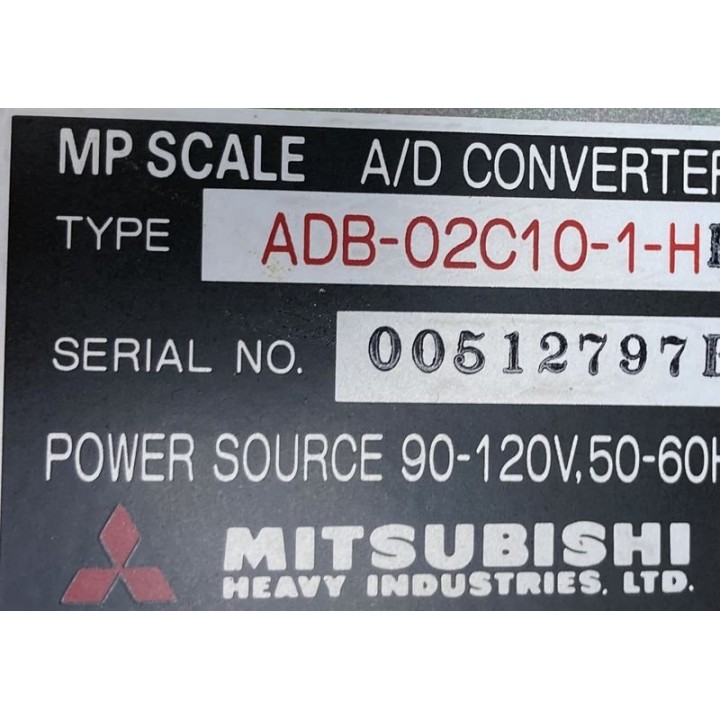 MP SCALE A/D CONVERTER
TYPE ADB-02C10-1-H
SERIAL NO. 00512797
POWER SOURCE 90-120V, 50-60H
MITSUBISHI
HEAVY INDUSTRIES, LTD.